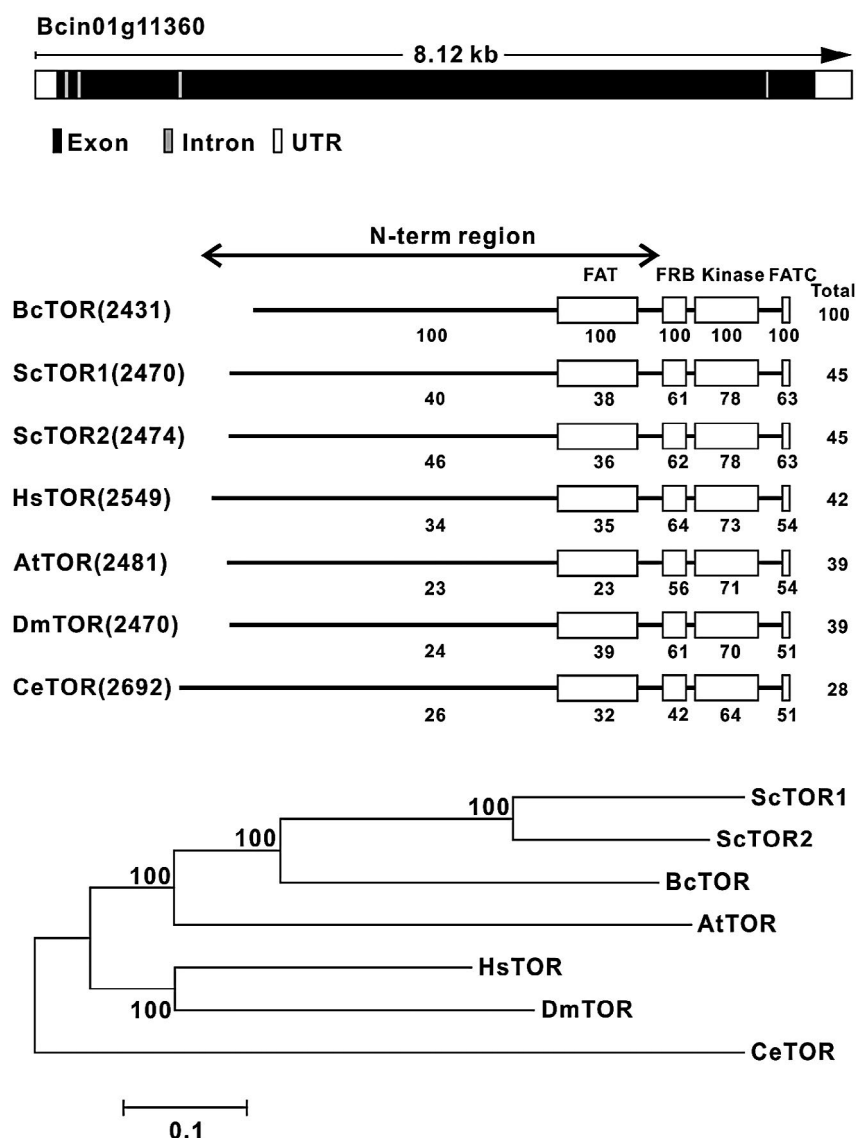 Bcin01g11360
8.12 kb
Exon Intron UTR
N-term region
FAT FRB Kinase FATC Total
BcTOR(2431) 100
100 100 100 100 100
ScTOR1(2470) 45
40 38 61 78 63
ScTOR2(2474) 45
46 36 62 78 63
HsTOR(2549) 42
34 35 64 73 54
AtTOR(2481) 39
23 23 56 71 54
DmTOR(2470) 39
24 39 61 70 51
CeTOR(2692) 28
26 32 42 64 51
100 ScTOR1
100 ScTOR2
100 BcTOR
AtTOR
HsTOR
100 DmTOR
CeTOR
0.1